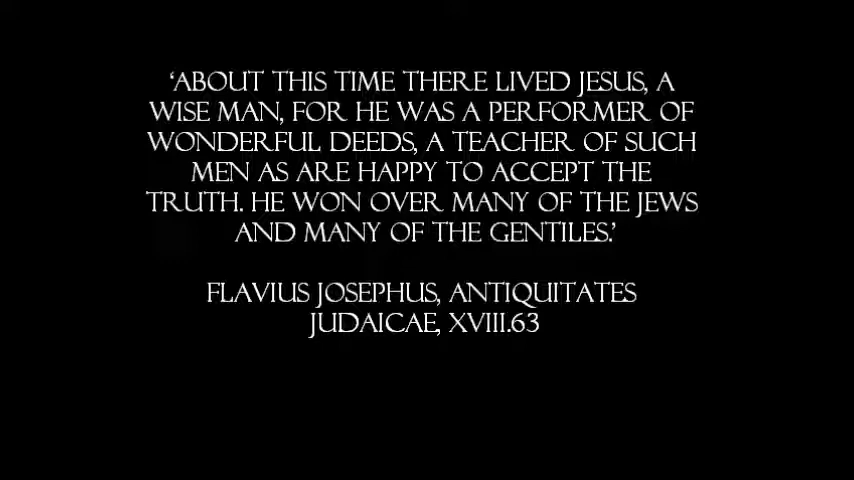 ‘ABOUT THIS TIME THERE LIVED JESUS, A
WISE MAN, FOR HE WAS A PERFORMER OF
WONDERFUL DEEDS, A TEACHER OF SUCH
MEN AS ARE HAPPY TO ACCEPT THE
TRUTH. HE WON OVER MANY OF THE JEWS
AND MANY OF THE GENTILES.’
FLAVIUS JOSEPHUS, ANTIQUITATES
JUDAICAE, XVIII.63